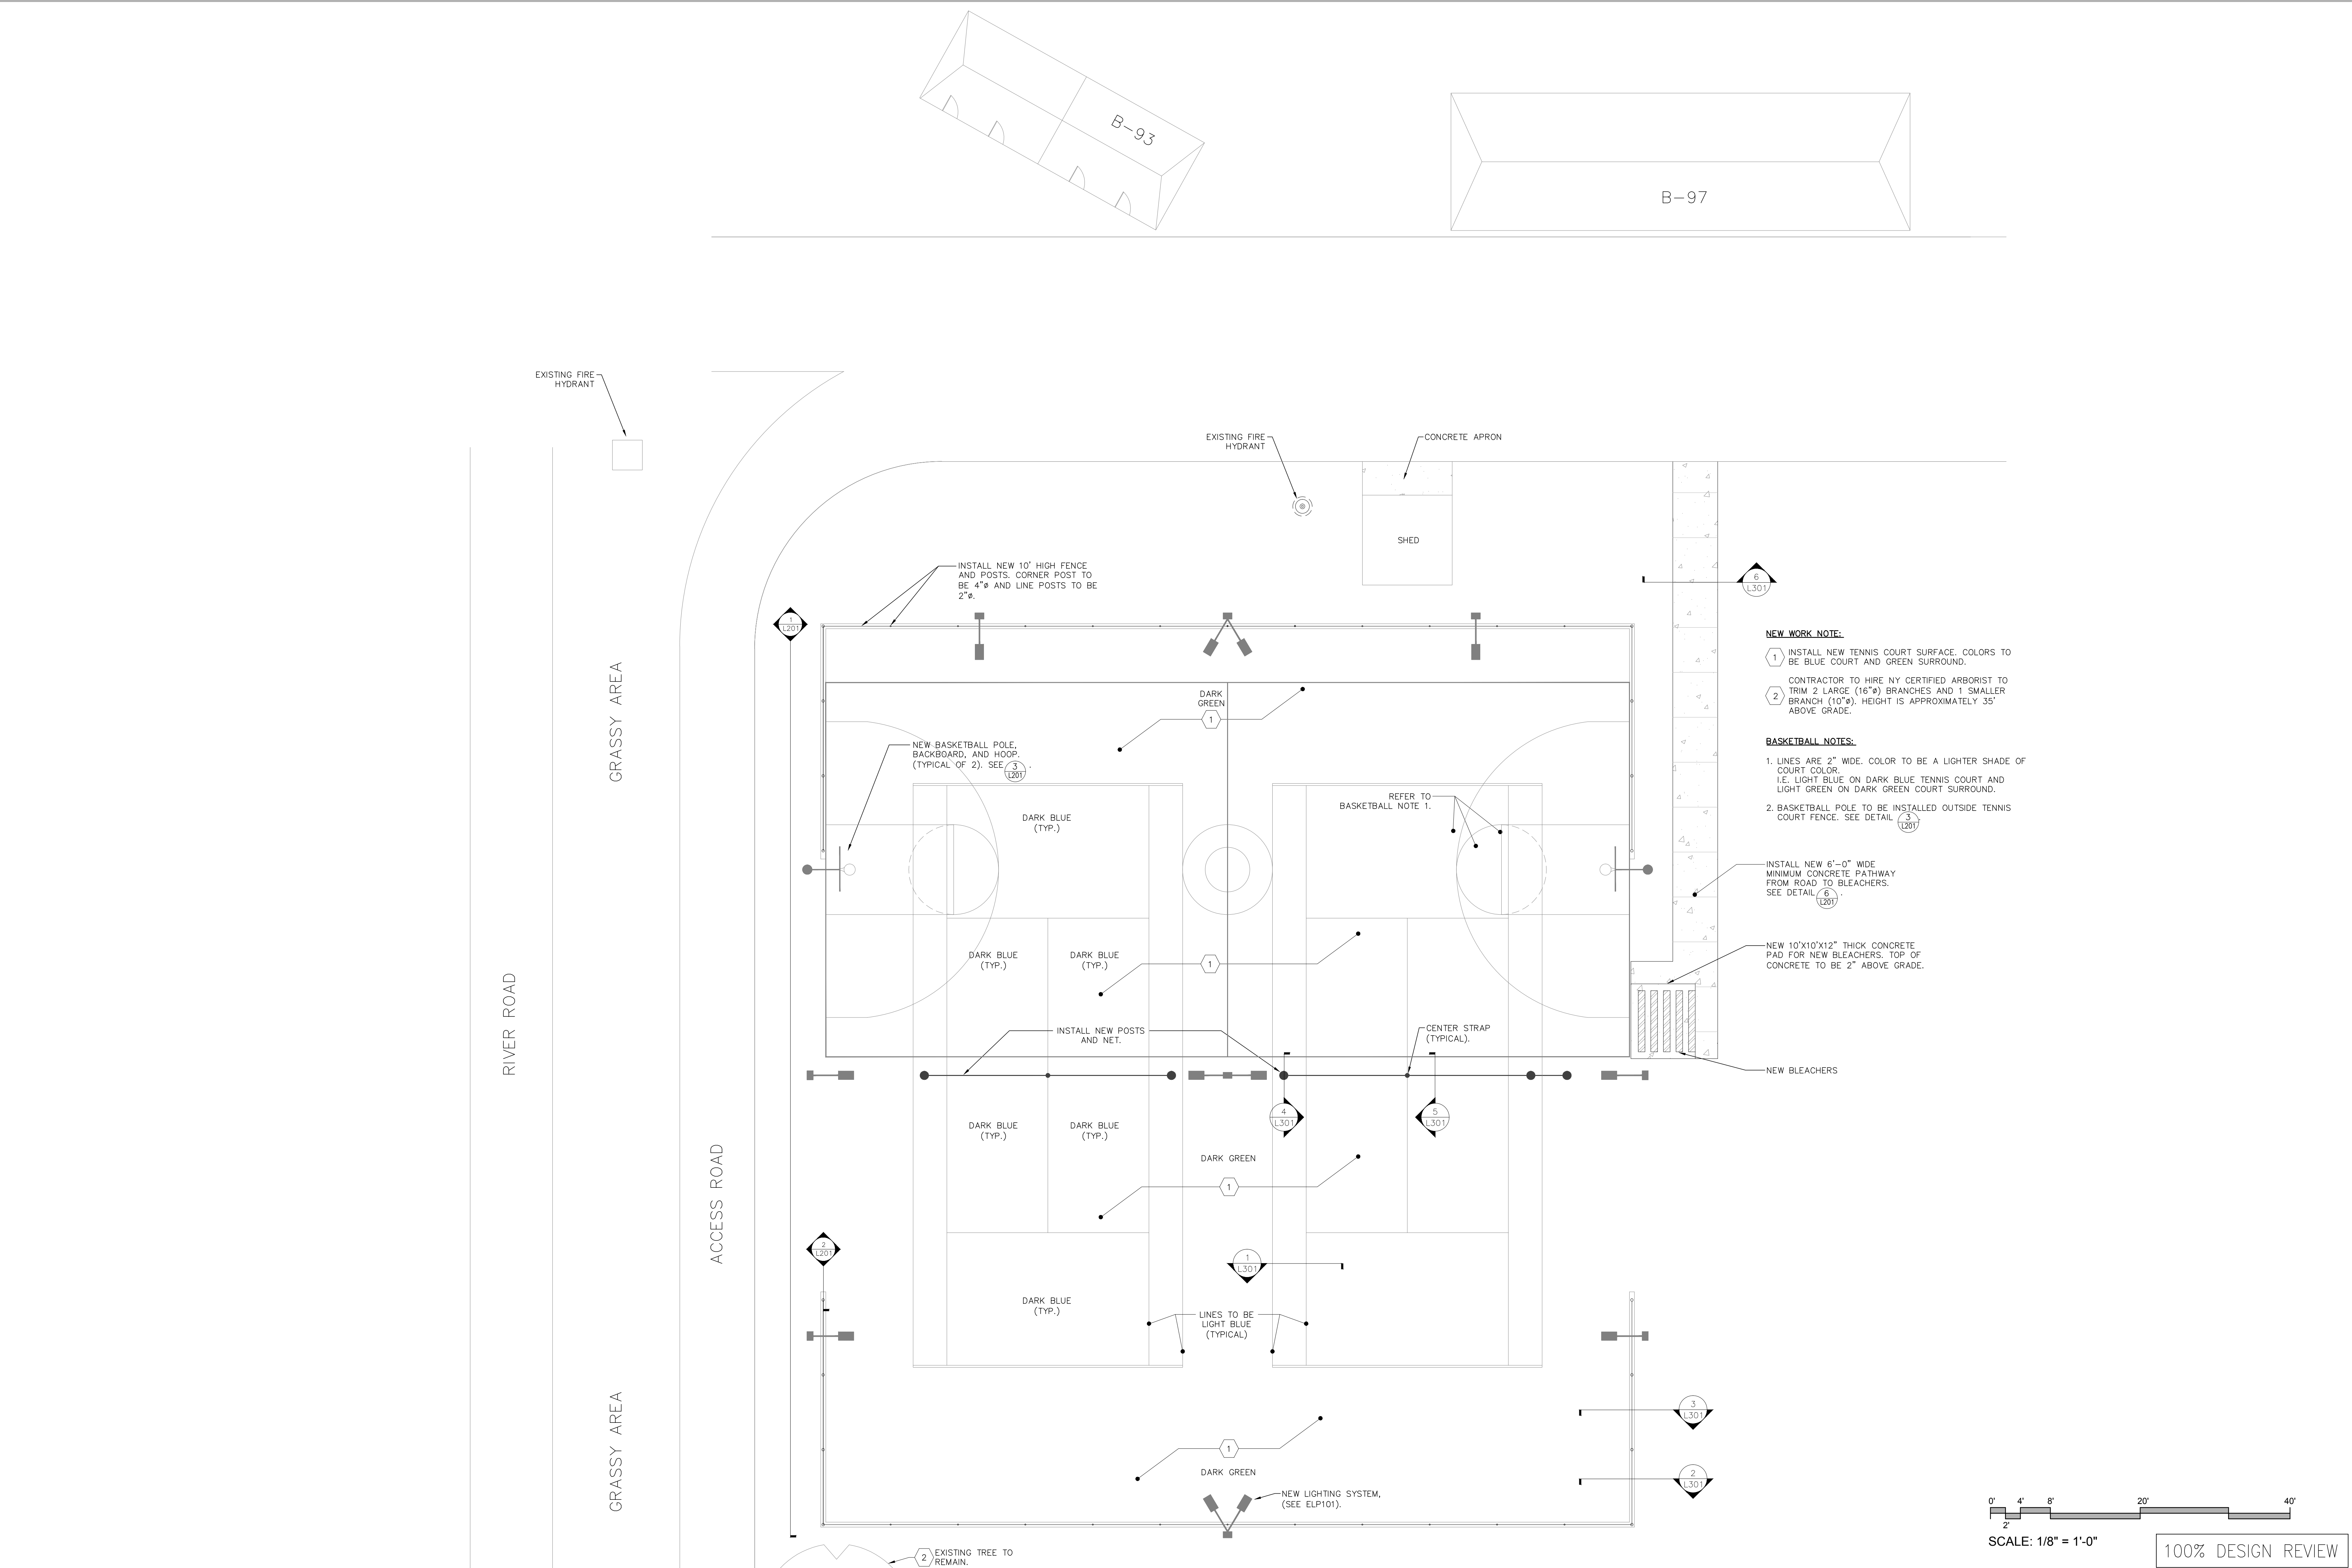 B-93
B-97
EXISTING FIRE
HYDRANT
EXISTING FIRE
HYDRANT
CONCRETE APRON
SHED
INSTALL NEW 10' HIGH FENCE
AND POSTS. CORNER POST TO
BE 4"ø AND LINE POSTS TO BE
2"ø.
1
L201
6
L301
GRASSY AREA
NEW WORK NOTE:
1 INSTALL NEW TENNIS COURT SURFACE. COLORS TO
BE BLUE COURT AND GREEN SURROUND.
CONTRACTOR TO HIRE NY CERTIFIED ARBORIST TO
2 TRIM 2 LARGE (16"ø) BRANCHES AND 1 SMALLER
BRANCH (10"ø). HEIGHT IS APPROXIMATELY 35'
ABOVE GRADE.
BASKETBALL NOTES:
1. LINES ARE 2" WIDE. COLOR TO BE A LIGHTER SHADE OF
COURT COLOR.
I.E. LIGHT BLUE ON DARK BLUE TENNIS COURT AND
LIGHT GREEN ON DARK GREEN COURT SURROUND.
2. BASKETBALL POLE TO BE INSTALLED OUTSIDE TENNIS
COURT FENCE. SEE DETAIL 3
L201
.
DARK
GREEN
1
NEW BASKETBALL POLE,
BACKBOARD, AND HOOP.
(TYPICAL OF 2). SEE 3
L201
.
REFER TO
BASKETBALL NOTE 1.
DARK BLUE
(TYP.)
INSTALL NEW 6'-0" WIDE
MINIMUM CONCRETE PATHWAY
FROM ROAD TO BLEACHERS.
SEE DETAIL 6
L201
.
DARK BLUE
(TYP.)
DARK BLUE
(TYP.)
1
NEW 10'X10'X12" THICK CONCRETE
PAD FOR NEW BLEACHERS. TOP OF
CONCRETE TO BE 2" ABOVE GRADE.
RIVER ROAD
INSTALL NEW POSTS
AND NET.
CENTER STRAP
(TYPICAL).
NEW BLEACHERS
4
L301
5
L301
DARK BLUE
(TYP.)
DARK BLUE
(TYP.)
DARK GREEN
1
ACCESS ROAD
2
L201
1
L301
DARK BLUE
(TYP.)
LINES TO BE
LIGHT BLUE
(TYPICAL)
GRASSY AREA
3
L301
1
DARK GREEN
2
L301
NEW LIGHTING SYSTEM,
(SEE ELP101).
2 EXISTING TREE TO
REMAIN.
0' 4' 8' 20' 40'
2'
SCALE: 1/8" = 1'-0"
100% DESIGN REVIEW